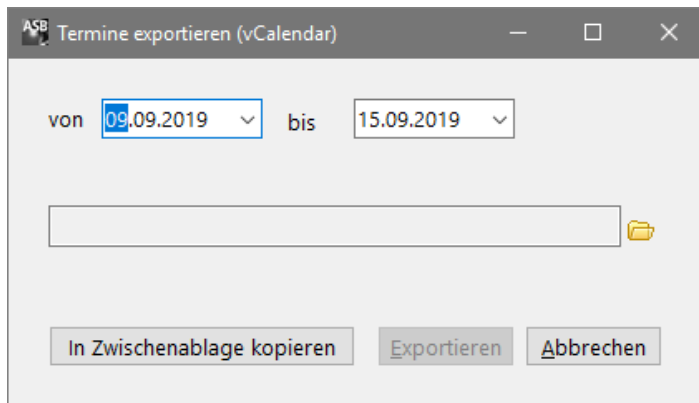 ASB Termine exportieren (vCalendar)
von 09.09.2019 bis 15.09.2019
In Zwischenablage kopieren Exportieren Abbrechen